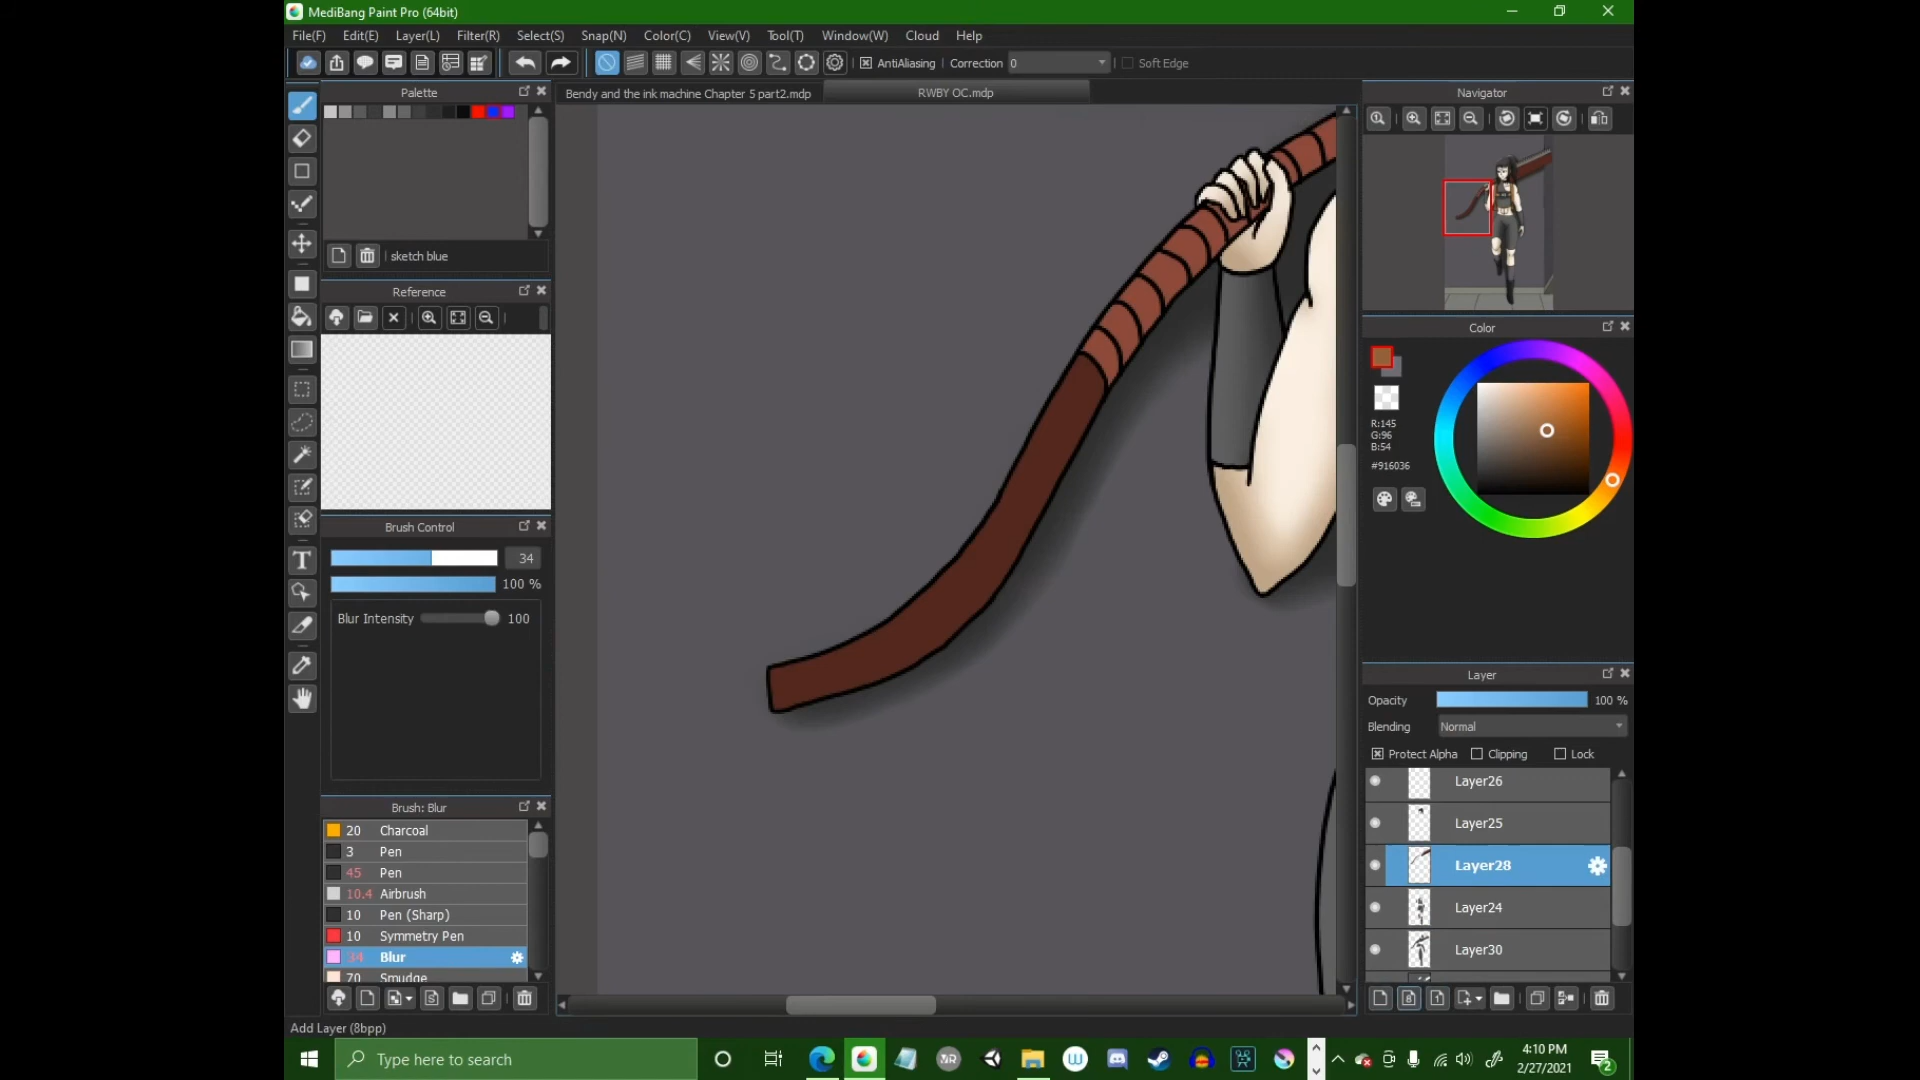 MediBang Paint Pro (64bit)
File(F) Edit(E) Layer(L) Filter(R) Select(S) Snap(N) Color(C) View(V) Tool(T) Window(W) Cloud Help
AntiAliasing Correction 0 Soft Edge
Palette
Bendy and the ink machine Chapter 5 part2.mdp
RWBY OC.mdp
Navigator
sketch blue
Reference
Color
R:145
G:96
B:54
#916036
Brush Control
34
100 %
Blur Intensity 100
Layer
Opacity 100 %
Blending Normal
Protect Alpha Clipping Lock
Layer26
Layer25
Layer28
Layer24
Layer30
Brush: Blur
20 Charcoal
3 Pen
45 Pen
10.4 Airbrush
10 Pen (Sharp)
10 Symmetry Pen
34 Blur
70 Smudge
Add Layer (8bpp)
Type here to search
4:10 PM
2/27/2021
2